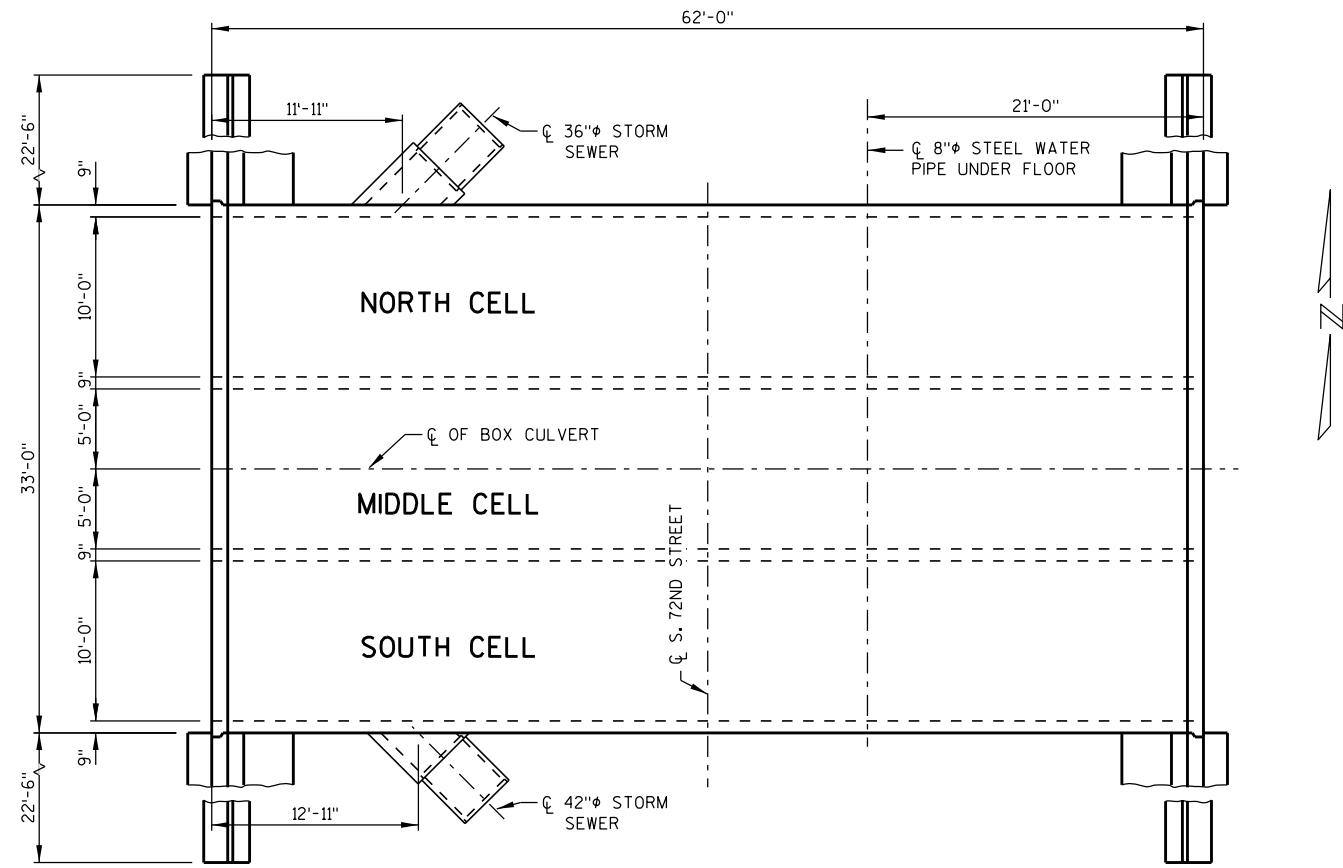 62'-0"
11'-11"
21'-0"
℄ 36"φ STORM
SEWER
℄ 8"φ STEEL WATER
PIPE UNDER FLOOR
22'-6"
9"
10'-0"
NORTH CELL
N
9"
5'-0"
℄ OF BOX CULVERT
33'-0"
5'-0"
MIDDLE CELL
9"
℄ S. 72ND STREET
10'-0"
SOUTH CELL
9"
22'-6"
12'-11"
℄ 42"φ STORM
SEWER